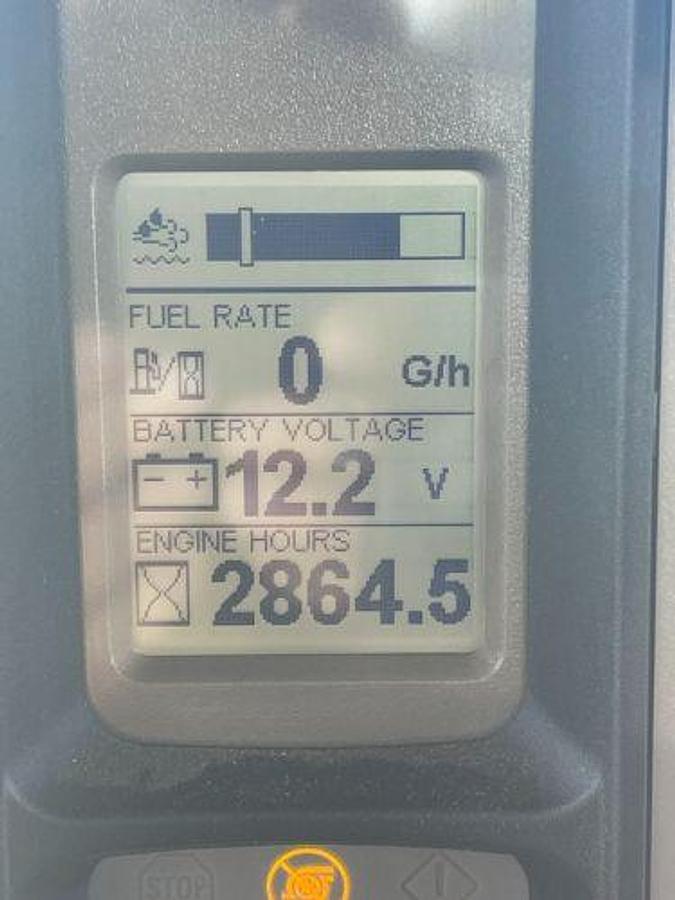 FUEL RATE
0 G/h
BATTERY VOLTAGE
- + 12.2 V
ENGINE HOURS
2864.5
STOP
!